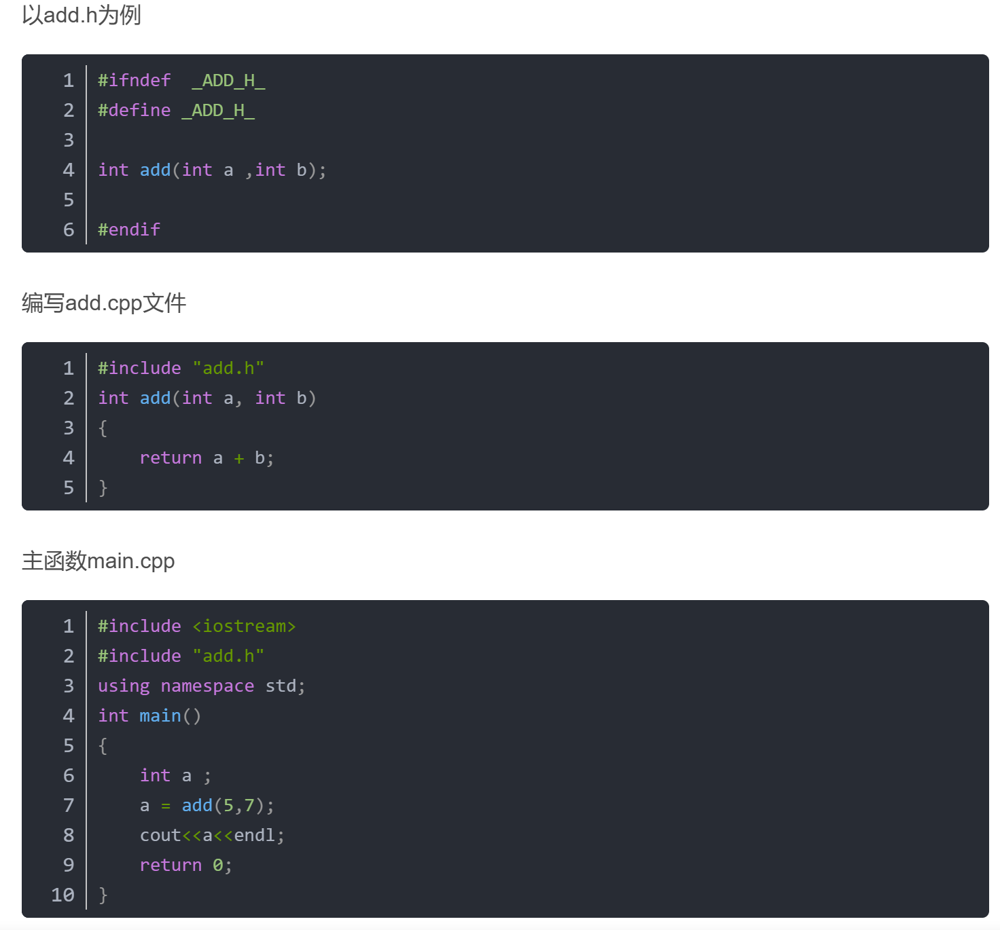 以add.h为例
1 #ifndef  _ADD_H_
2 #define _ADD_H_
3
4 int add(int a ,int b);
5
6 #endif
编写add.cpp文件
1 #include "add.h"
2 int add(int a, int b)
3 {
4     return a + b;
5 }
主函数main.cpp
1 #include <iostream>
2 #include "add.h"
3 using namespace std;
4 int main()
5 {
6     int a ;
7     a = add(5,7);
8     cout<<a<<endl;
9     return 0;
10 }